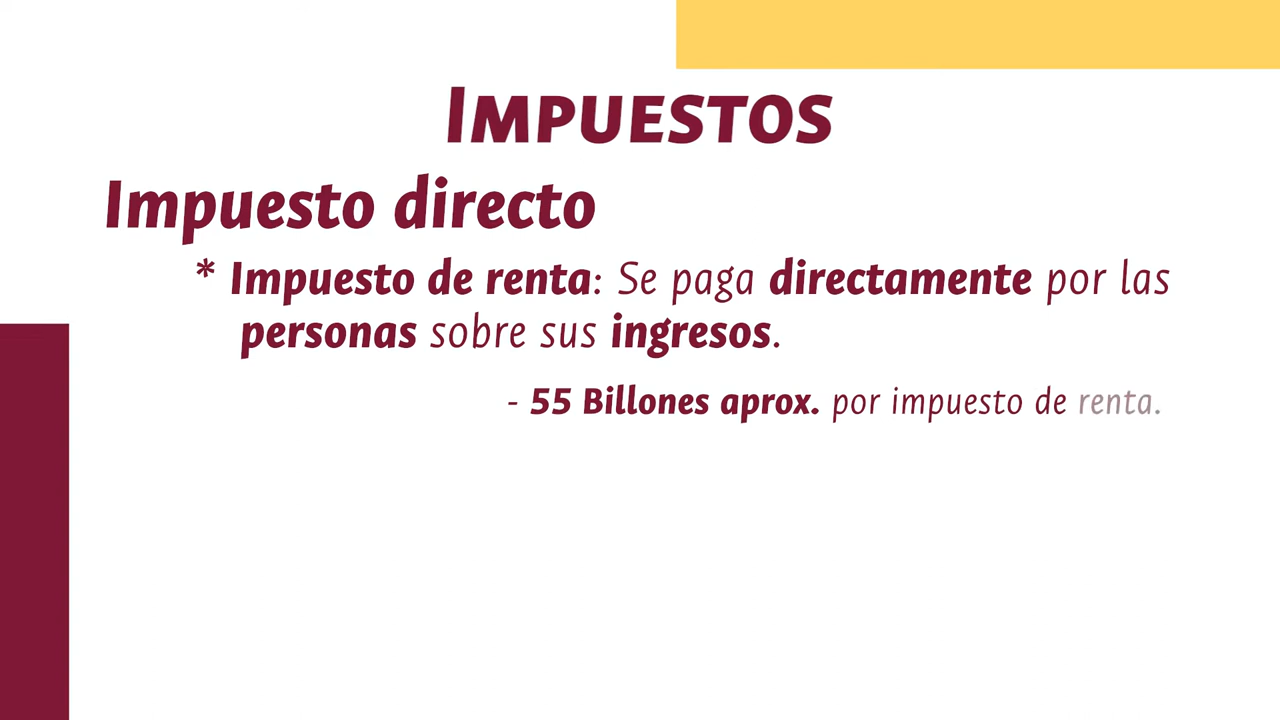 IMPUESTOS
Impuesto directo
* Impuesto de renta: Se paga directamente por las
personas sobre sus ingresos.
- 55 Billones aprox. por impuesto de renta.